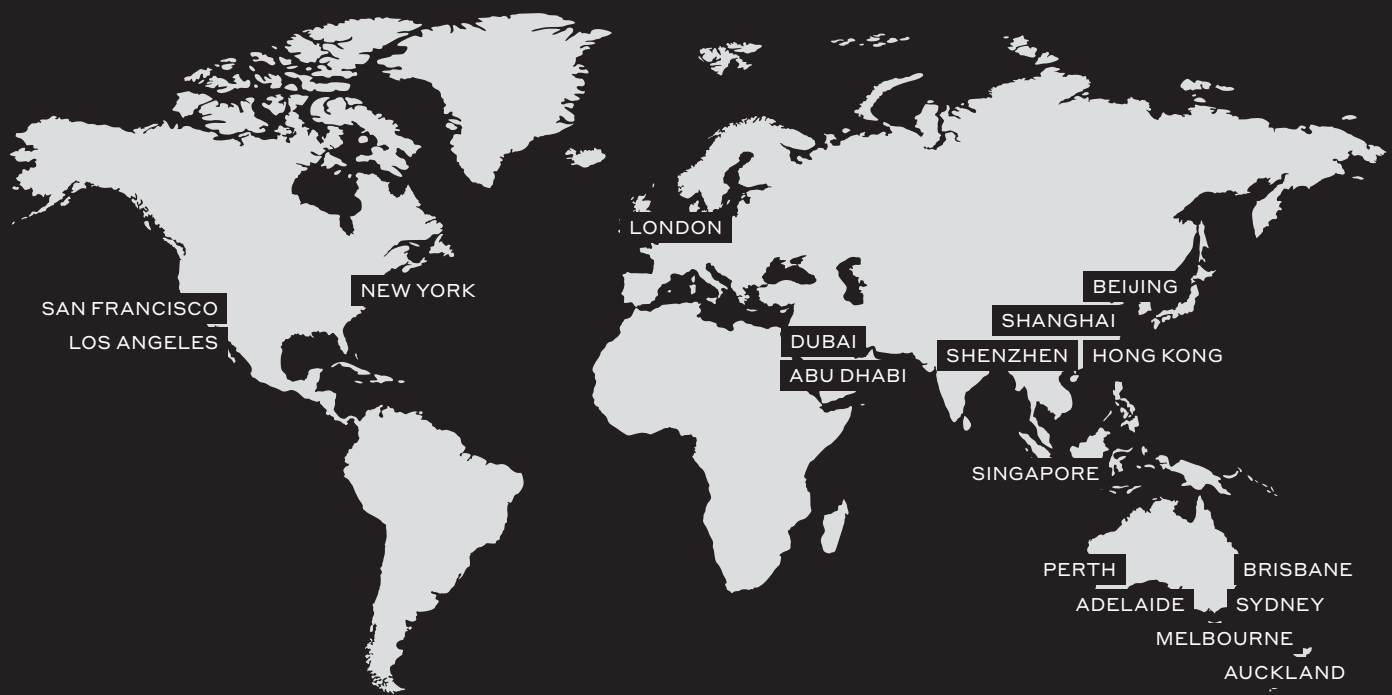 LONDON
BEIJING
NEW YORK
SAN FRANCISCO
SHANGHAI
LOS ANGELES
DUBAI
SHENZHEN
HONG KONG
ABU DHABI
SINGAPORE
PERTH
BRISBANE
ADELAIDE
SYDNEY
MELBOURNE
AUCKLAND